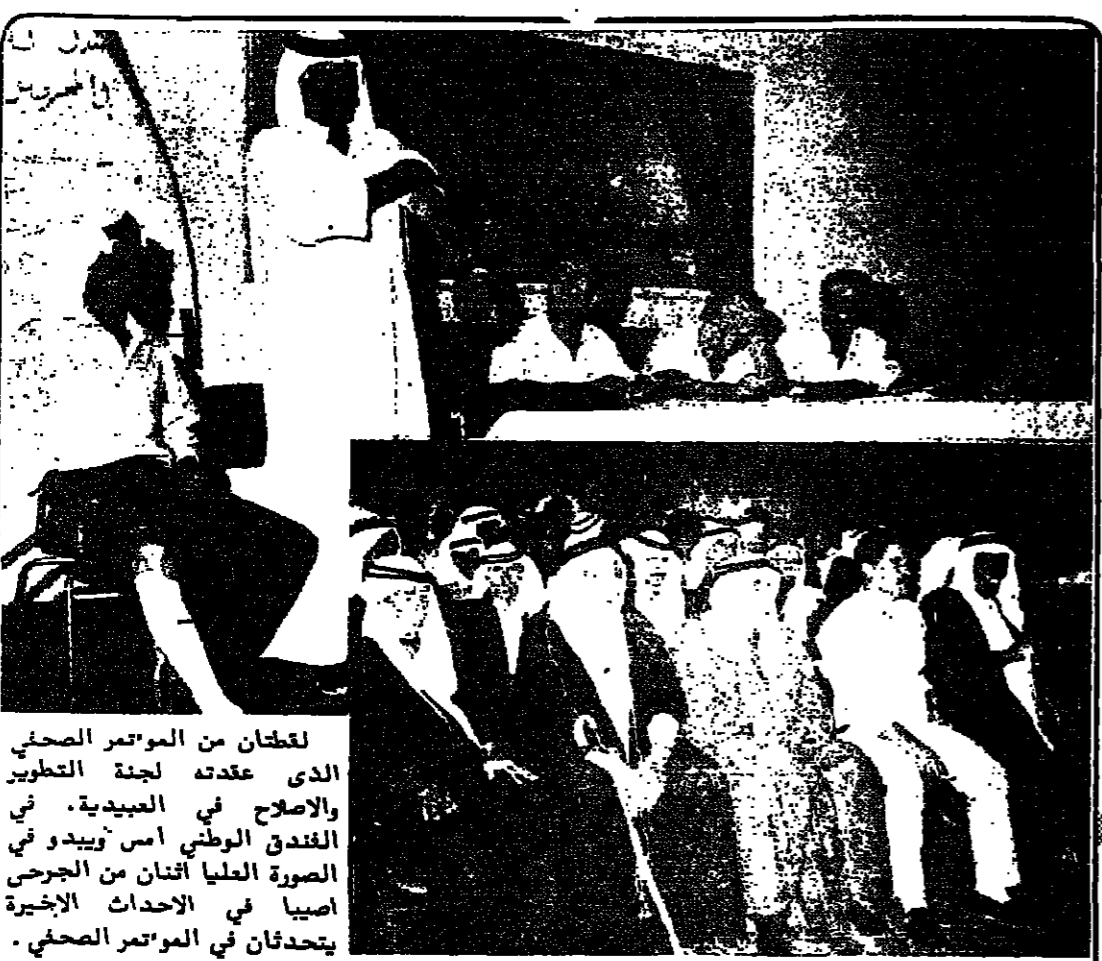 لقطتان من المؤتمر الصحفي
الذى عقدته لجنة التطوير
والاصلاح في العبيدية. في
الفندق الوطني أمس ويبدو في
الصورة العليا اثنان من الجرحى
اصيبا في الاحداث الاخيرة
يتحدثان في المؤتمر الصحفي.